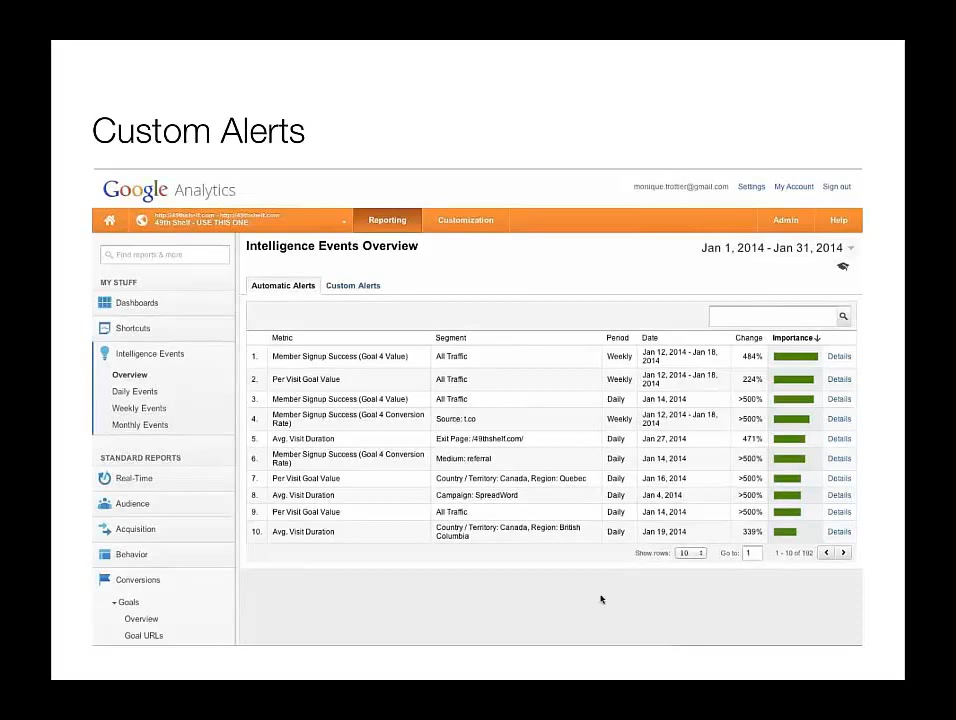 Custom Alerts
Google Analytics
monique.trottier@gmail.com Settings My Account Sign out
http://49thshelf.com - http://49thshelf.com
49th Shelf - USE THIS ONE
Reporting Customization Admin Help
Find reports & more
MY STUFF
Dashboards
Shortcuts
Intelligence Events
Overview
Daily Events
Weekly Events
Monthly Events
STANDARD REPORTS
Real-Time
Audience
Acquisition
Behavior
Conversions
Goals
Overview
Goal URLs
Intelligence Events Overview
Jan 1, 2014 - Jan 31, 2014
Automatic Alerts Custom Alerts
Metric Segment Period Date Change Importance
1. Member Signup Success (Goal 4 Value) All Traffic Weekly Jan 12, 2014 - Jan 18, 2014 484% Details
2. Per Visit Goal Value All Traffic Weekly Jan 12, 2014 - Jan 18, 2014 224% Details
3. Member Signup Success (Goal 4 Value) All Traffic Daily Jan 14, 2014 >500% Details
4. Member Signup Success (Goal 4 Conversion Rate) Source: t.co Weekly Jan 12, 2014 - Jan 18, 2014 >500% Details
5. Avg. Visit Duration Exit Page: /49thshelf.com/ Daily Jan 27, 2014 471% Details
6. Member Signup Success (Goal 4 Conversion Rate) Medium: referral Daily Jan 14, 2014 >500% Details
7. Per Visit Goal Value Country / Territory: Canada, Region: Quebec Daily Jan 16, 2014 >500% Details
8. Avg. Visit Duration Campaign: SpreadWord Daily Jan 4, 2014 >500% Details
9. Per Visit Goal Value All Traffic Daily Jan 14, 2014 >500% Details
10. Avg. Visit Duration Country / Territory: Canada, Region: British Columbia Daily Jan 19, 2014 339% Details
Show rows: 10 Go to: 1 1 - 10 of 192